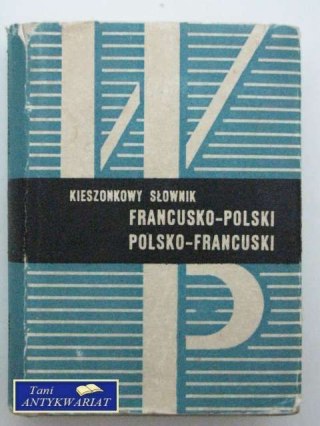 KIESZONKOWY SŁOWNIK
FRANCUSKO-POLSKI
POLSKO-FRANCUSKI
Tani
ANTYKWARIAT